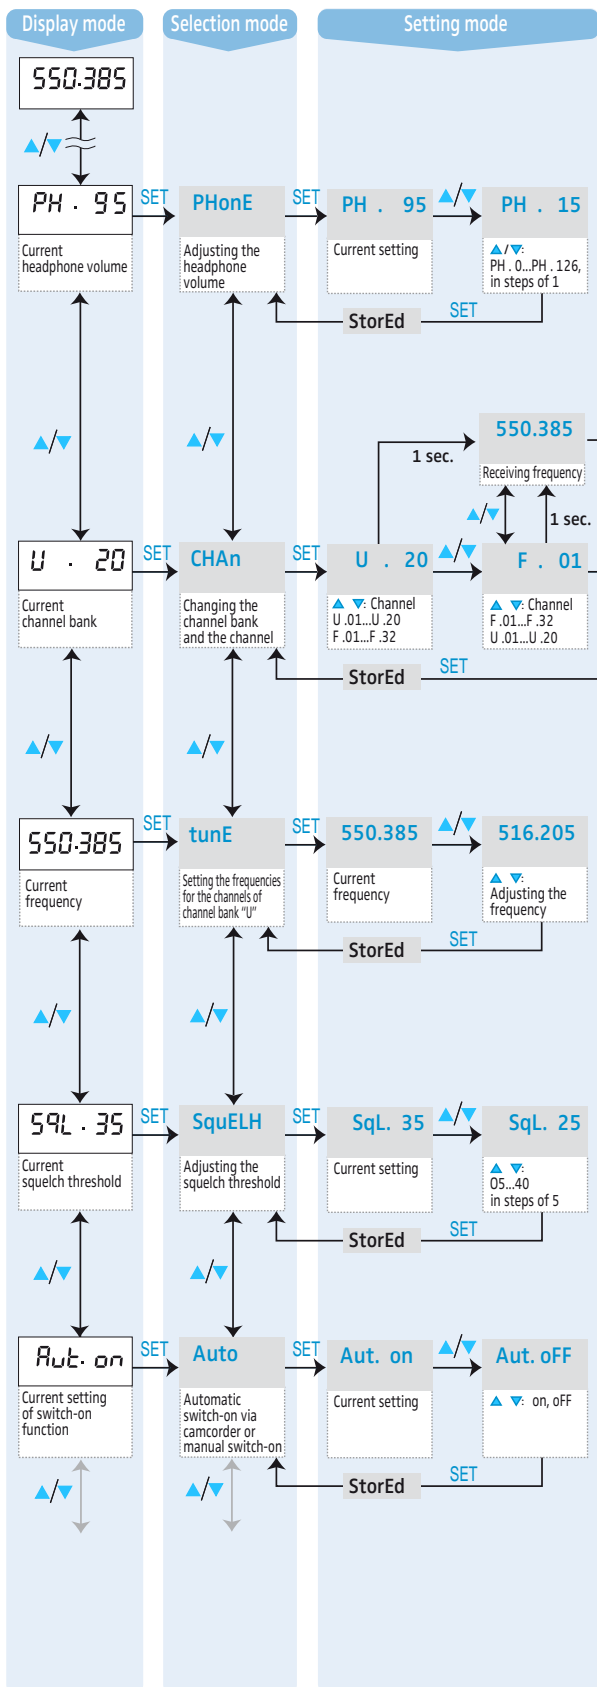 Display mode
Selection mode
Setting mode
550.385
▲/▼
PH . 95
SET
PHonE
SET
PH . 95
▲/▼
PH . 15
Current
headphone volume
Adjusting the
headphone
volume
Current setting
▲/▼:
PH . 0...PH . 126,
in steps of 1
StorEd
SET
▲/▼
▲/▼
1 sec.
550.385
Receiving frequency
▲/▼
1 sec.
U . 20
SET
CHAn
SET
U . 20
▲/▼
F . 01
Current
channel bank
Changing the
channel bank
and the channel
▲ ▼: Channel
U .01...U .20
F .01...F .32
▲ ▼: Channel
F .01...F .32
U .01...U .20
StorEd
SET
▲/▼
▲/▼
550.385
SET
tunE
SET
550.385
▲/▼
516.205
Current
frequency
Setting the frequencies
for the channels of
channel bank “U”
Current
frequency
▲ ▼:
Adjusting the
frequency
StorEd
SET
▲/▼
▲/▼
SqL . 35
SET
SquELH
SET
SqL. 35
▲/▼
SqL. 25
Current
squelch threshold
Adjusting the
squelch threshold
Current setting
▲ ▼:
O5...40
in steps of 5
StorEd
SET
▲/▼
▲/▼
Aut. on
SET
Auto
SET
Aut. on
▲/▼
Aut. oFF
Current setting
of switch-on
function
Automatic
switch-on via
camcorder or
manual switch-on
Current setting
▲ ▼: on, oFF
StorEd
SET
▲/▼
▲/▼